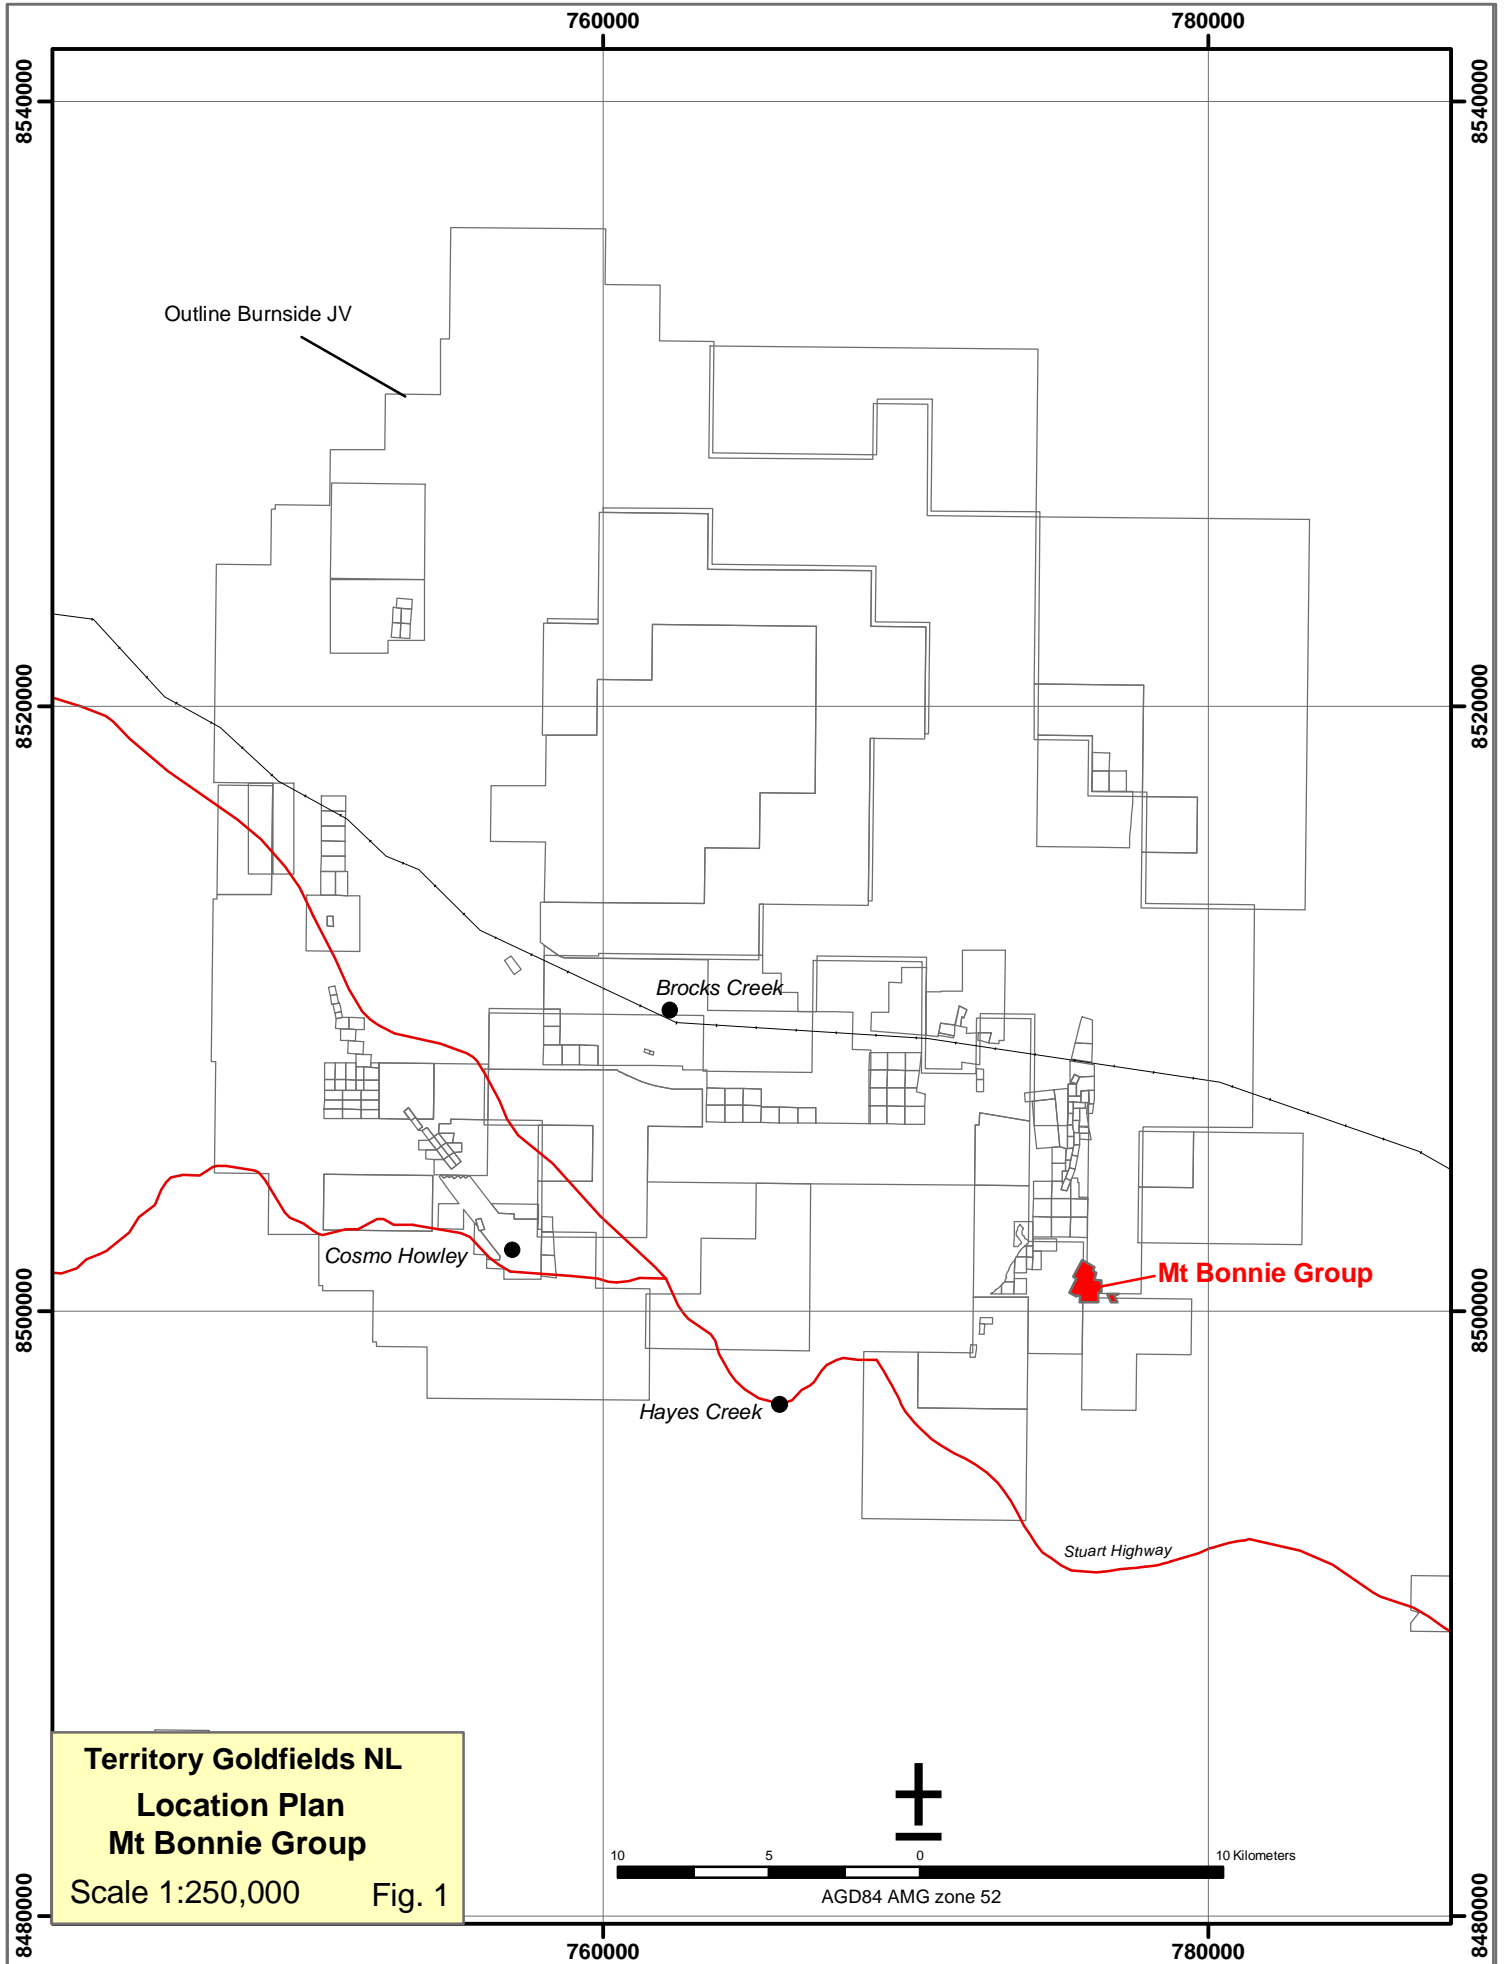 760000
780000
8540000
8540000
Outline Burnside JV
8520000
8520000
Brocks Creek
Cosmo Howley
Mt Bonnie Group
8500000
8500000
Hayes Creek
Stuart Highway
Territory Goldfields NL
Location Plan
Mt Bonnie Group
Scale 1:250,000
Fig. 1
10
5
0
10 Kilometers
AGD84 AMG zone 52
8480000
8480000
760000
780000